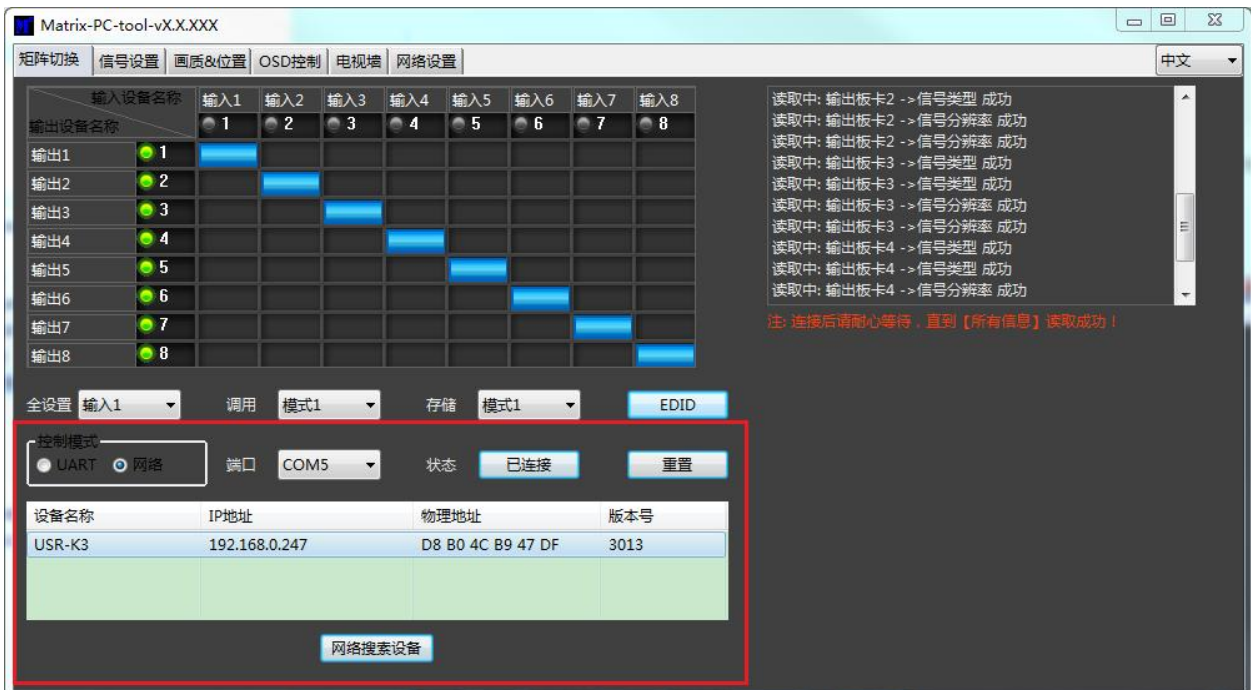 Matrix-PC-tool-vX.X.XXX
矩阵切换 信号设置 画质&位置 OSD控制 电视墙 网络设置 中文
输入设备名称 输入1 输入2 输入3 输入4 输入5 输入6 输入7 输入8
输出设备名称 1 2 3 4 5 6 7 8
输出1 1
输出2 2
输出3 3
输出4 4
输出5 5
输出6 6
输出7 7
输出8 8
读取中: 输出板卡2 ->信号类型 成功
读取中: 输出板卡2 ->信号分辨率 成功
读取中: 输出板卡2 ->信号分辨率 成功
读取中: 输出板卡3 ->信号类型 成功
读取中: 输出板卡3 ->信号类型 成功
读取中: 输出板卡3 ->信号分辨率 成功
读取中: 输出板卡3 ->信号分辨率 成功
读取中: 输出板卡4 ->信号类型 成功
读取中: 输出板卡4 ->信号类型 成功
读取中: 输出板卡4 ->信号分辨率 成功
注: 连接后请耐心等待，直到【所有信息】读取成功！
全设置 输入1 调用 模式1 存储 模式1 EDID
控制模式
UART 网络 端口 COM5 状态 已连接 重置
设备名称 IP地址 物理地址 版本号
USR-K3 192.168.0.247 D8 B0 4C B9 47 DF 3013
网络搜索设备